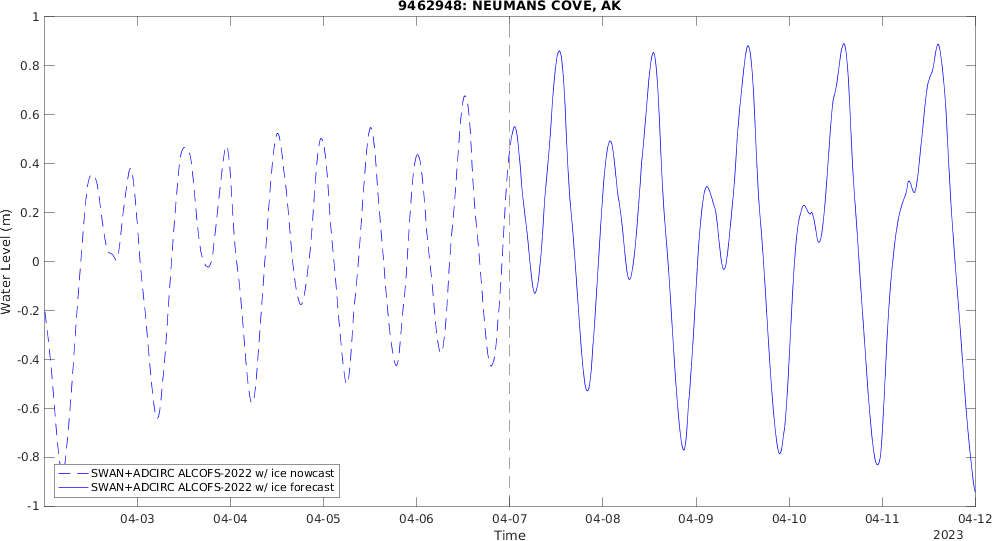 9462948: NEUMANS COVE, AK
1
0.8
0.6
0.4
0.2
0
-0.2
-0.4
-0.6
-0.8
-1
Water Level (m)
SWAN+ADCIRC ALCOFS-2022 w/ ice nowcast
SWAN+ADCIRC ALCOFS-2022 w/ ice forecast
04-03 04-04 04-05 04-06 04-07 04-08 04-09 04-10 04-11 04-12
Time
2023